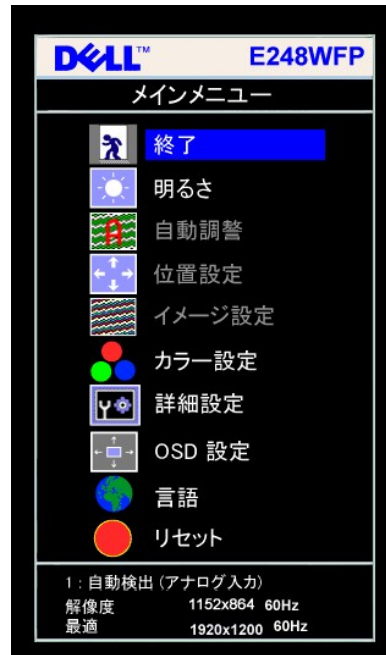 DELL™ E248WFP
メインメニュー
終了
明るさ
自動調警
位置設定
イメージ設定
カラー設定
詳細設定
OSD 設定
言語
リセット
1 : 自動検出 (アナログ入力)
解像度 1152x864 60Hz
最適 1920x1200 60Hz